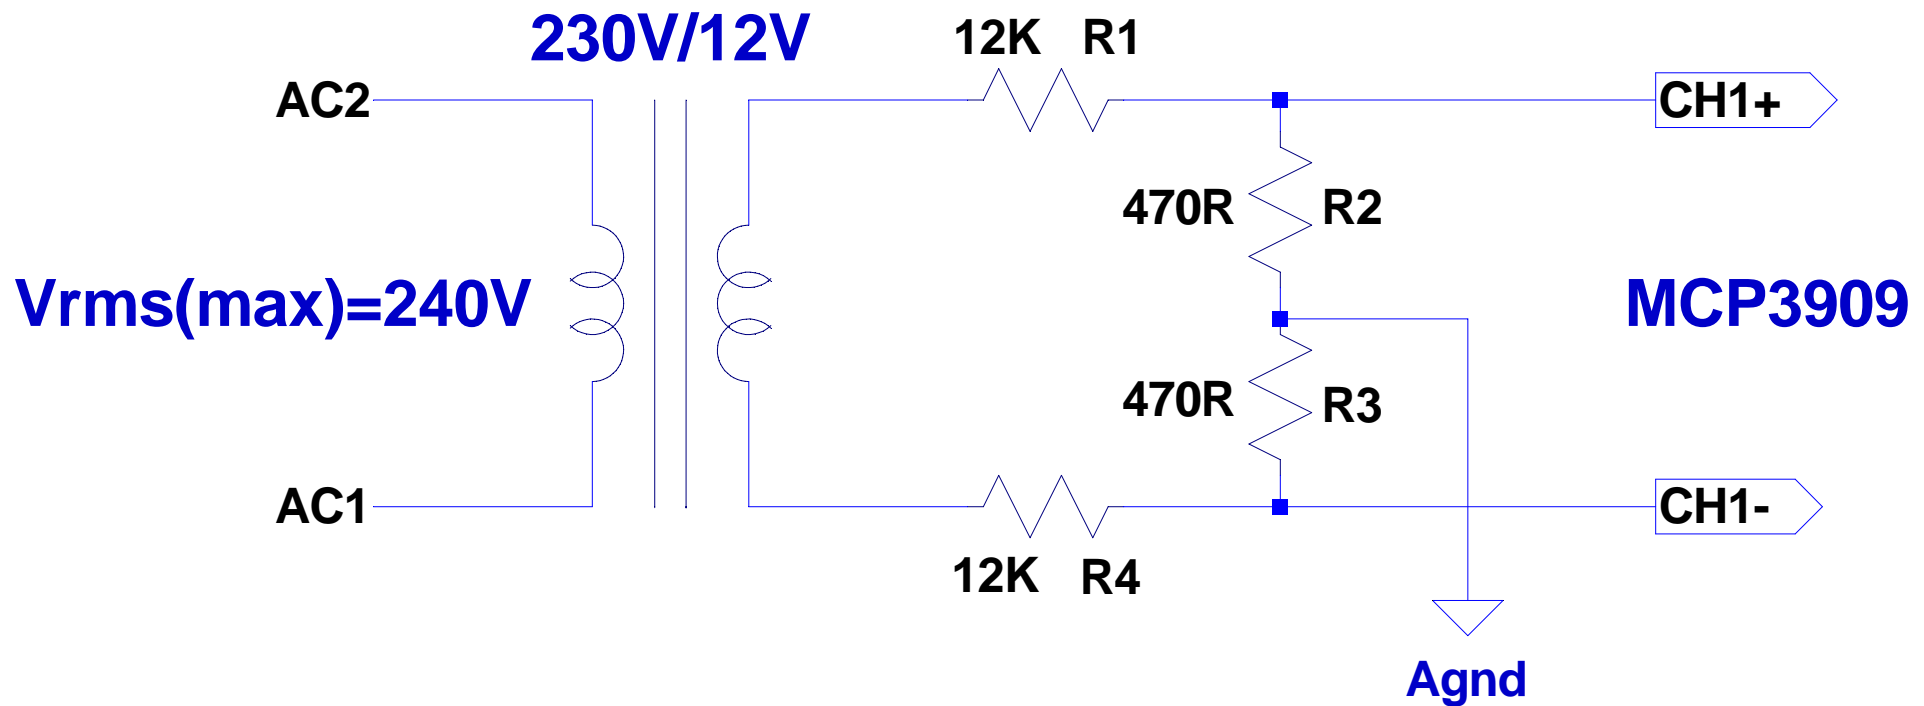 230V/12V
12K R1
AC2
CH1+
470R R2
Vrms(max)=240V
MCP3909
470R R3
AC1
CH1-
12K R4
Agnd